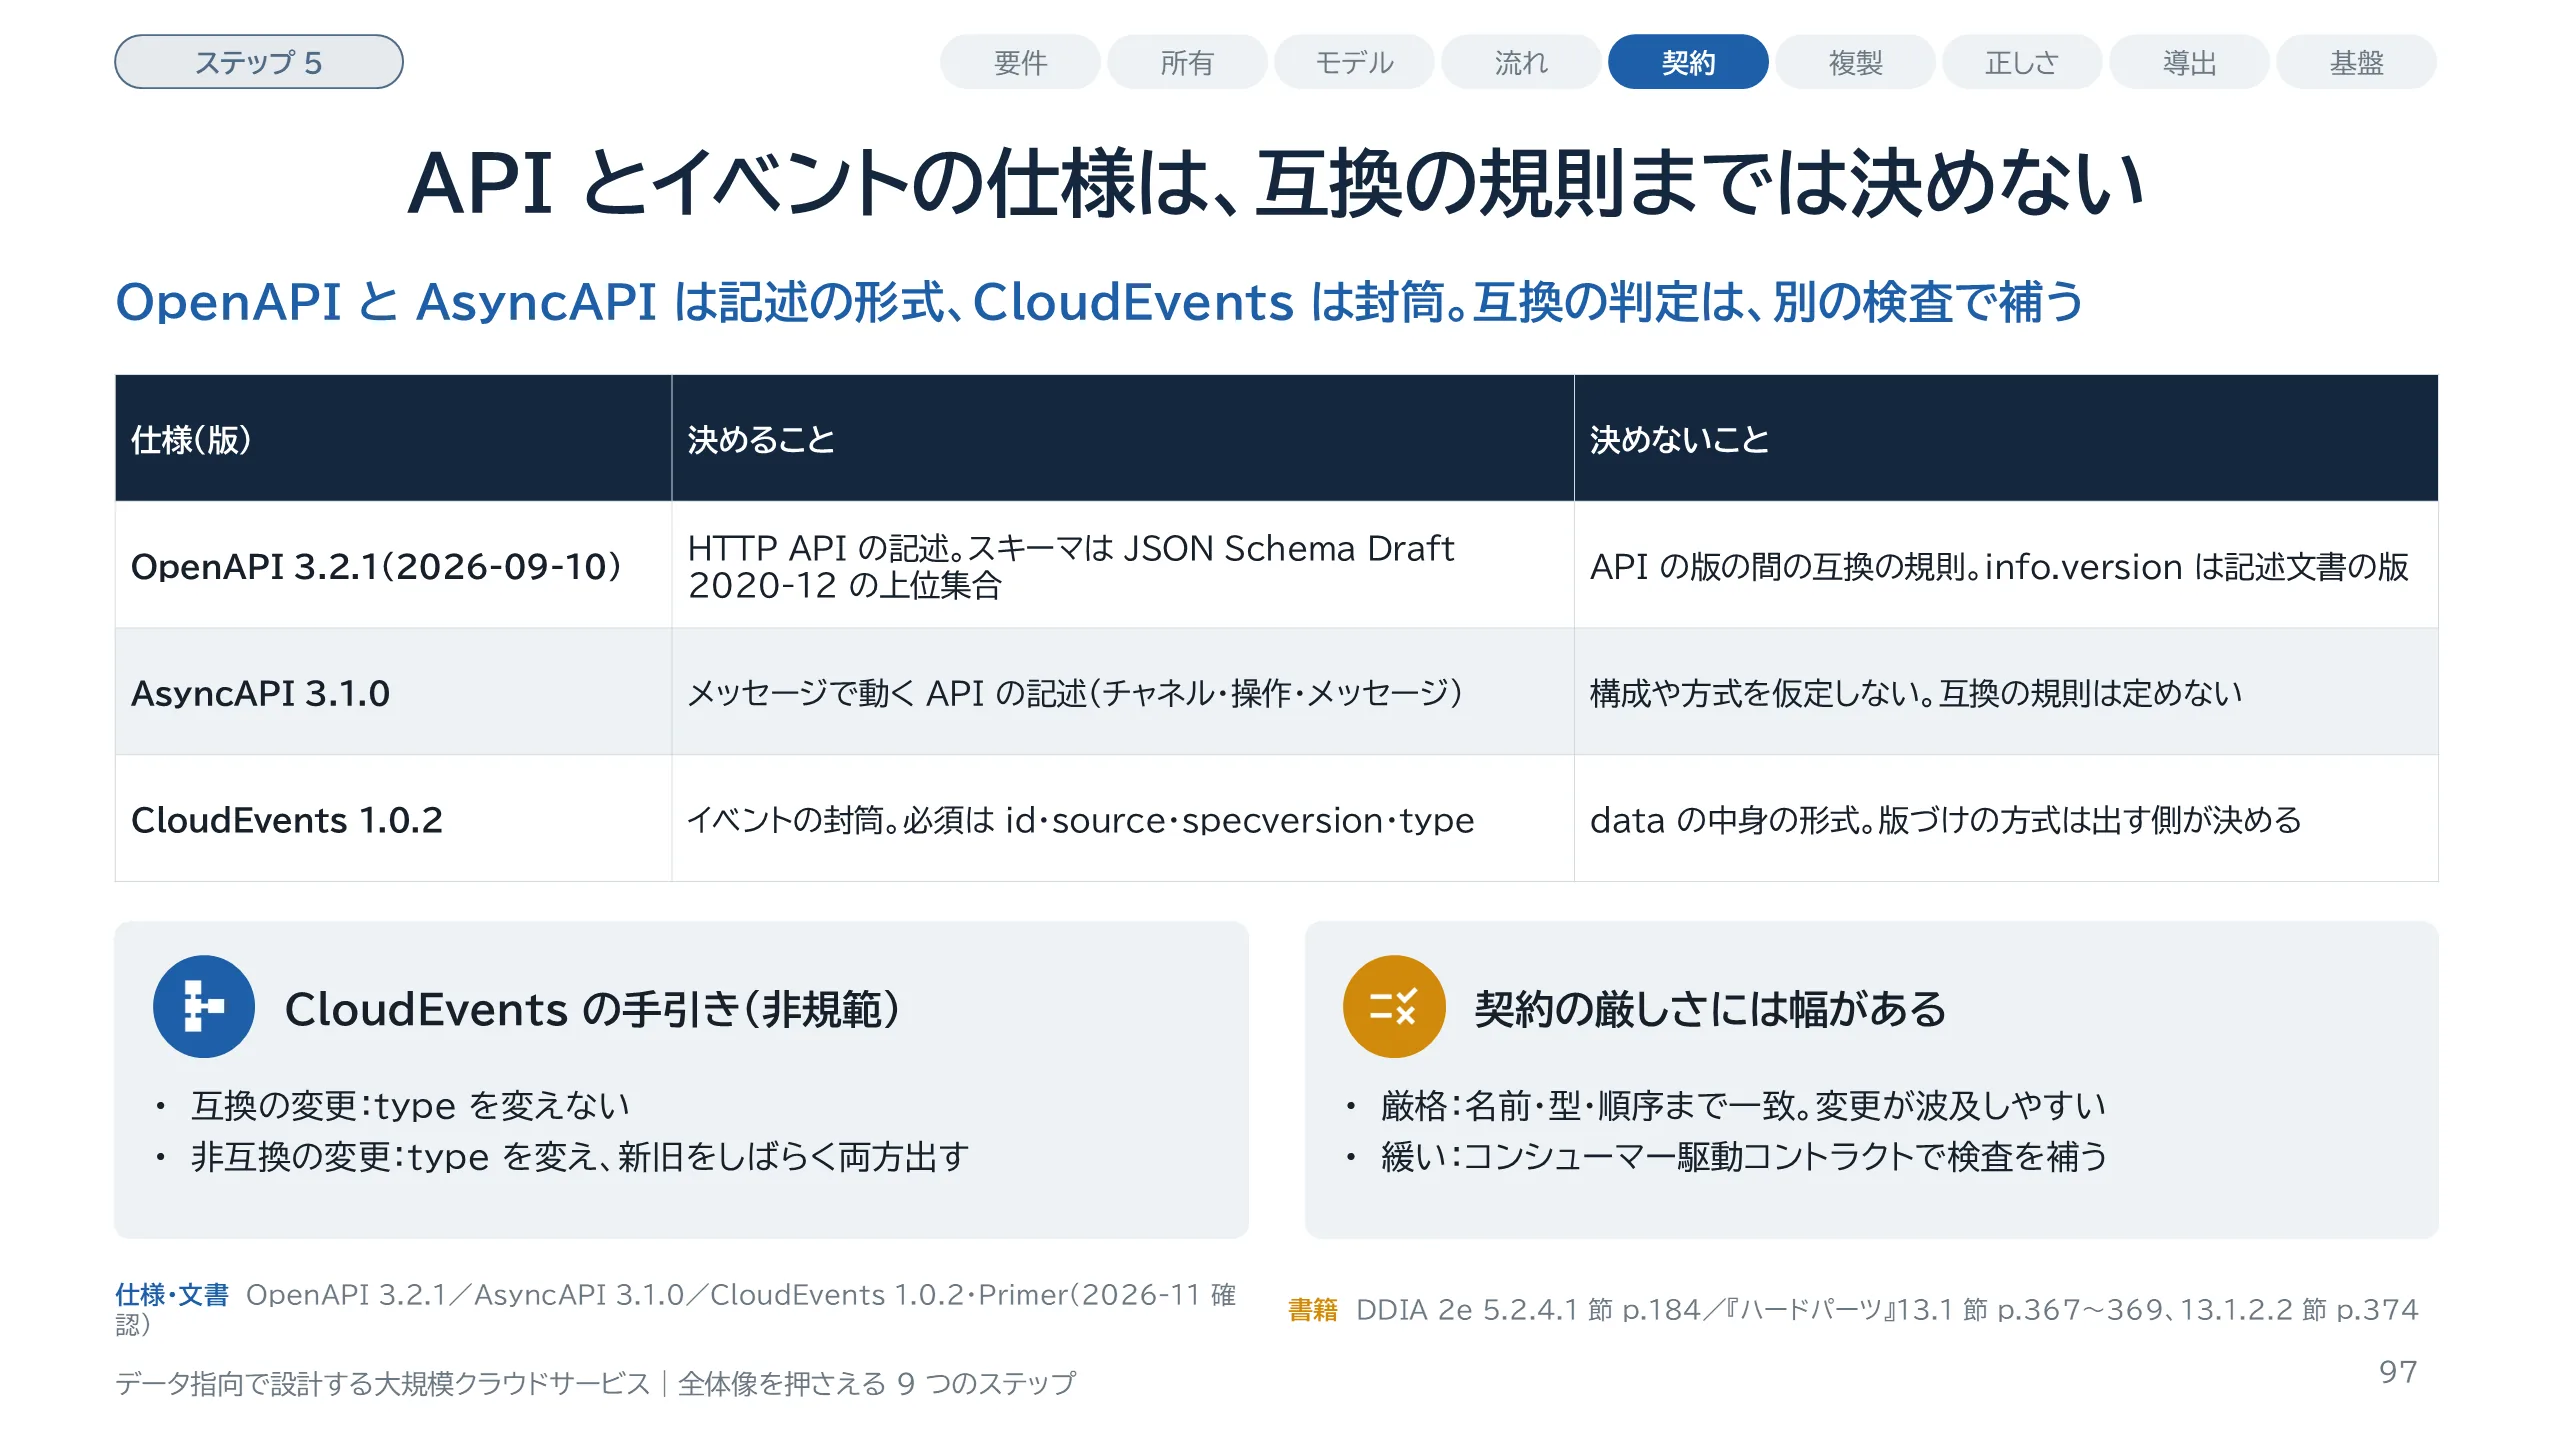 ステップ 5
要件
所有
モデル
流れ
契約
複製
正しさ
導出
基盤
API とイベントの仕様は、互換の規則までは決めない
OpenAPI と AsyncAPI は記述の形式、CloudEvents は封筒。互換の判定は、別の検査で補う
仕様（版）
決めること
決めないこと
OpenAPI 3.2.1（2026-09-10）
HTTP API の記述。スキーマは JSON Schema Draft
2020-12 の上位集合
API の版の間の互換の規則。info.version は記述文書の版
AsyncAPI 3.1.0
メッセージで動く API の記述（チャネル・操作・メッセージ）
構成や方式を仮定しない。互換の規則は定めない
CloudEvents 1.0.2
イベントの封筒。必須は id・source・specversion・type
data の中身の形式。版づけの方式は出す側が決める
CloudEvents の手引き（非規範）
• 互換の変更：type を変えない
• 非互換の変更：type を変え、新旧をしばらく両方出す
契約の厳しさには幅がある
• 厳格：名前・型・順序まで一致。変更が波及しやすい
• 緩い：コンシューマー駆動コントラクトで検査を補う
仕様・文書 OpenAPI 3.2.1／AsyncAPI 3.1.0／CloudEvents 1.0.2・Primer（2026-11 確
認）
書籍 DDIA 2e 5.2.4.1 節 p.184／『ハードパーツ』13.1 節 p.367〜369、13.1.2.2 節 p.374
データ指向で設計する大規模クラウドサービス｜全体像を押さえる 9 つのステップ
97